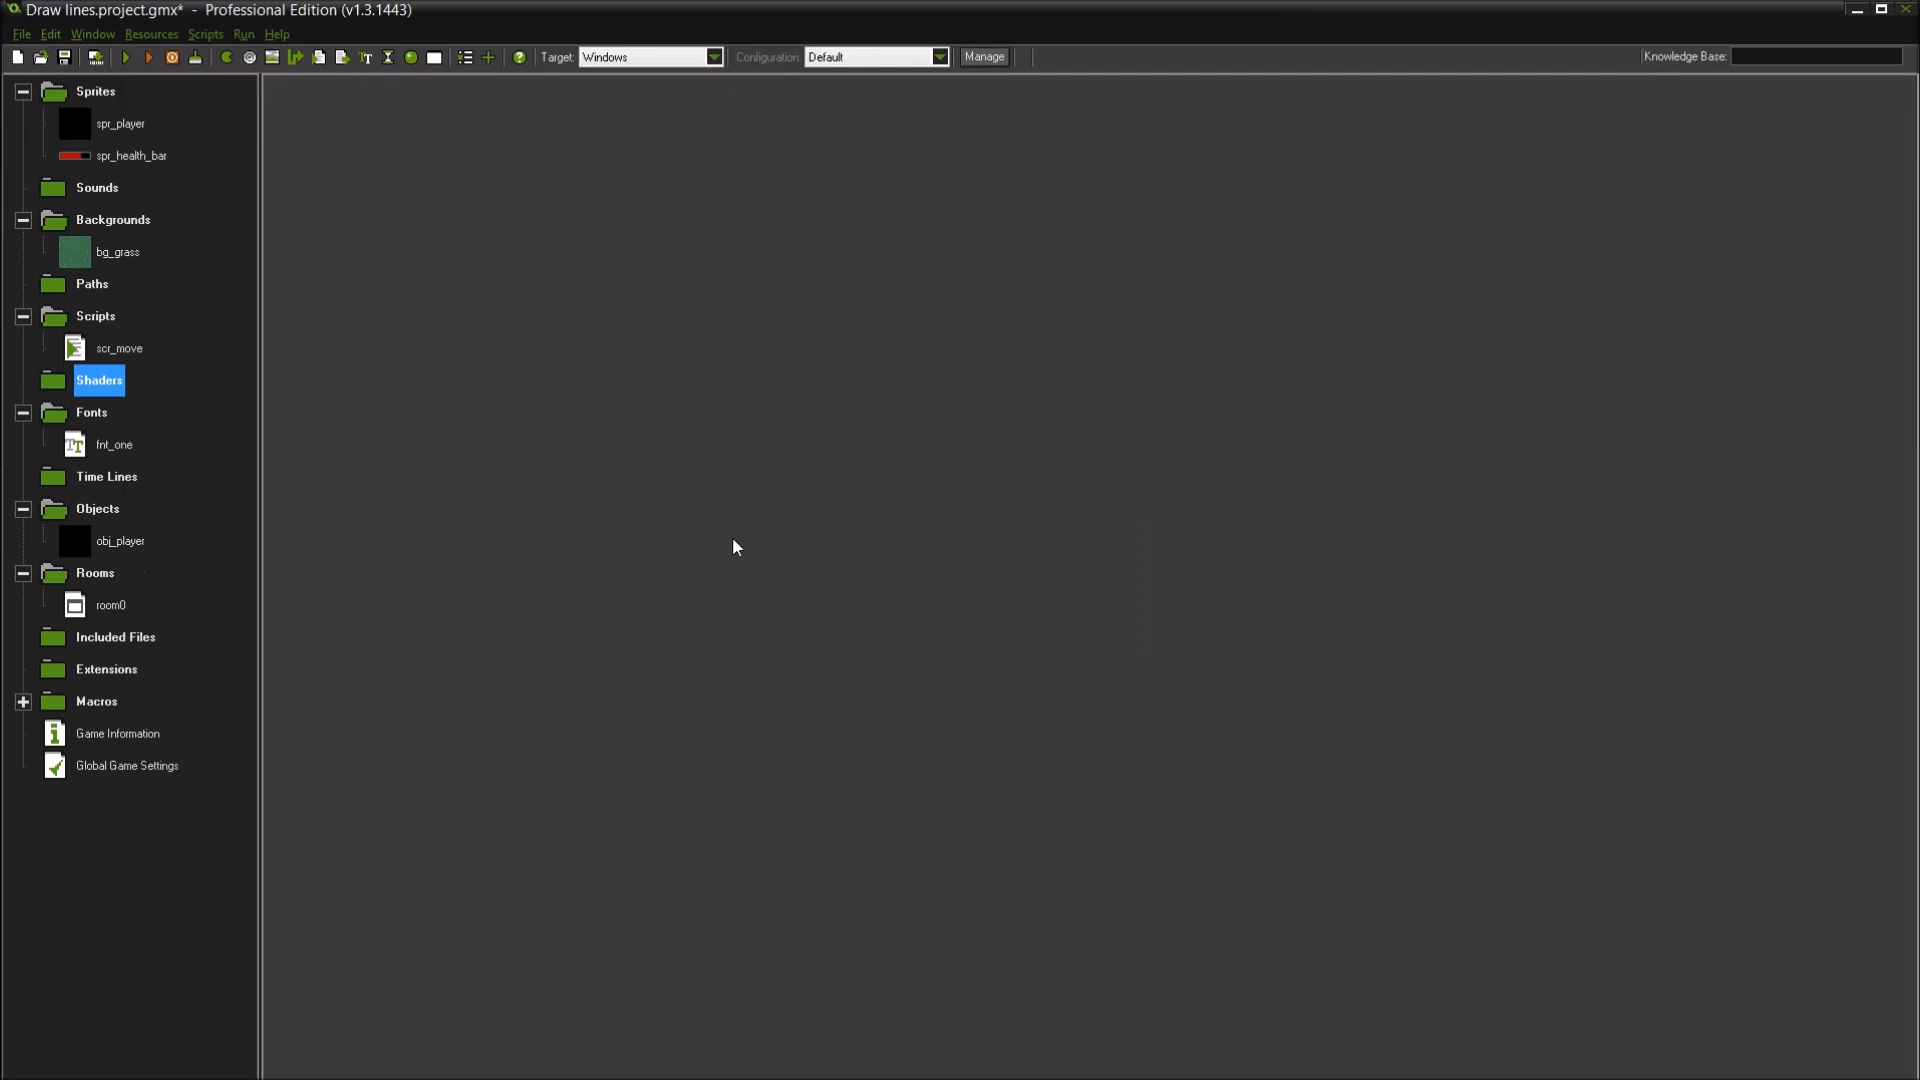 Draw lines.project.gmx* - Professional Edition (v1.3.1443)
File Edit Window Resources Scripts Run Help
Target: Windows Configuration: Default Manage Knowledge Base:
Sprites
spr_player
spr_health_bar
Sounds
Backgrounds
bg_grass
Paths
Scripts
scr_move
Shaders
Fonts
fnt_one
Time Lines
Objects
obj_player
Rooms
room0
Included Files
Extensions
Macros
Game Information
Global Game Settings